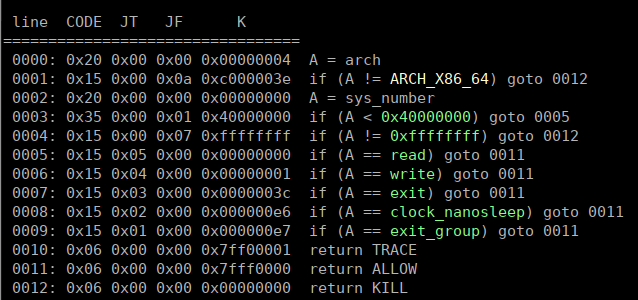 line  CODE  JT   JF      K
=================================
0000: 0x20 0x00 0x00 0x00000004  A = arch
0001: 0x15 0x00 0x0a 0xc000003e  if (A != ARCH_X86_64) goto 0012
0002: 0x20 0x00 0x00 0x00000000  A = sys_number
0003: 0x35 0x00 0x01 0x40000000  if (A < 0x40000000) goto 0005
0004: 0x15 0x00 0x07 0xffffffff  if (A != 0xffffffff) goto 0012
0005: 0x15 0x05 0x00 0x00000000  if (A == read) goto 0011
0006: 0x15 0x04 0x00 0x00000001  if (A == write) goto 0011
0007: 0x15 0x03 0x00 0x0000003c  if (A == exit) goto 0011
0008: 0x15 0x02 0x00 0x000000e6  if (A == clock_nanosleep) goto 0011
0009: 0x15 0x01 0x00 0x000000e7  if (A == exit_group) goto 0011
0010: 0x06 0x00 0x00 0x7ff00001  return TRACE
0011: 0x06 0x00 0x00 0x7fff0000  return ALLOW
0012: 0x06 0x00 0x00 0x00000000  return KILL